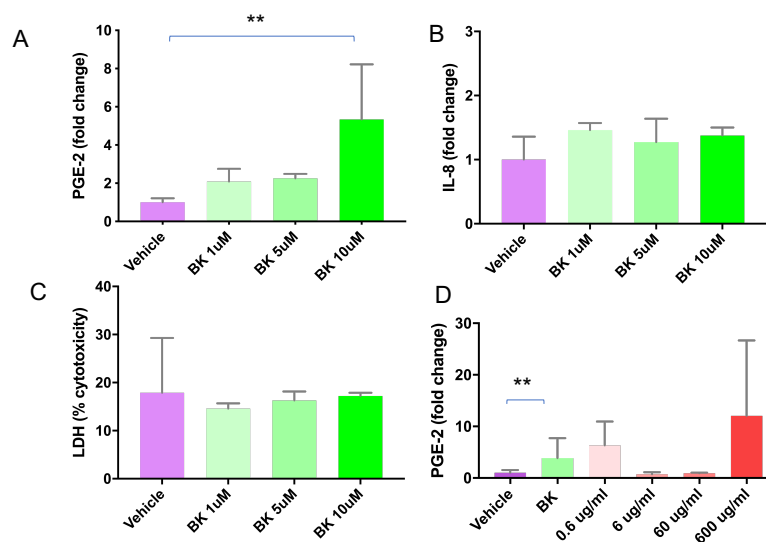 A
**
PGE-2 (fold change)
8
6
4
2
0
Vehicle
BK 1uM
BK 5uM
BK 10uM
B
IL-8 (fold change)
3
2
1
0
Vehicle
BK 1uM
BK 5uM
BK 10uM
C
LDH (% cytotoxicity)
40
30
20
10
0
Vehicle
BK 1uM
BK 5uM
BK 10uM
D
**
PGE-2 (fold change)
30
20
10
0
Vehicle
BK
0.6 ug/ml
6 ug/ml
60 ug/ml
600 ug/ml